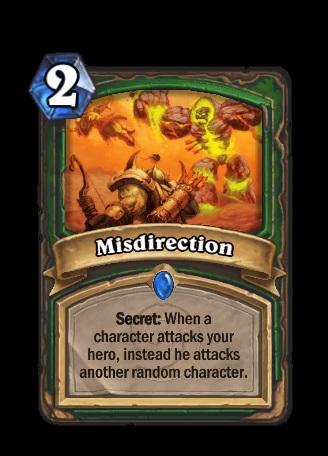 2
Misdirection
Secret: When a
character attacks your
hero, instead he attacks
another random character.